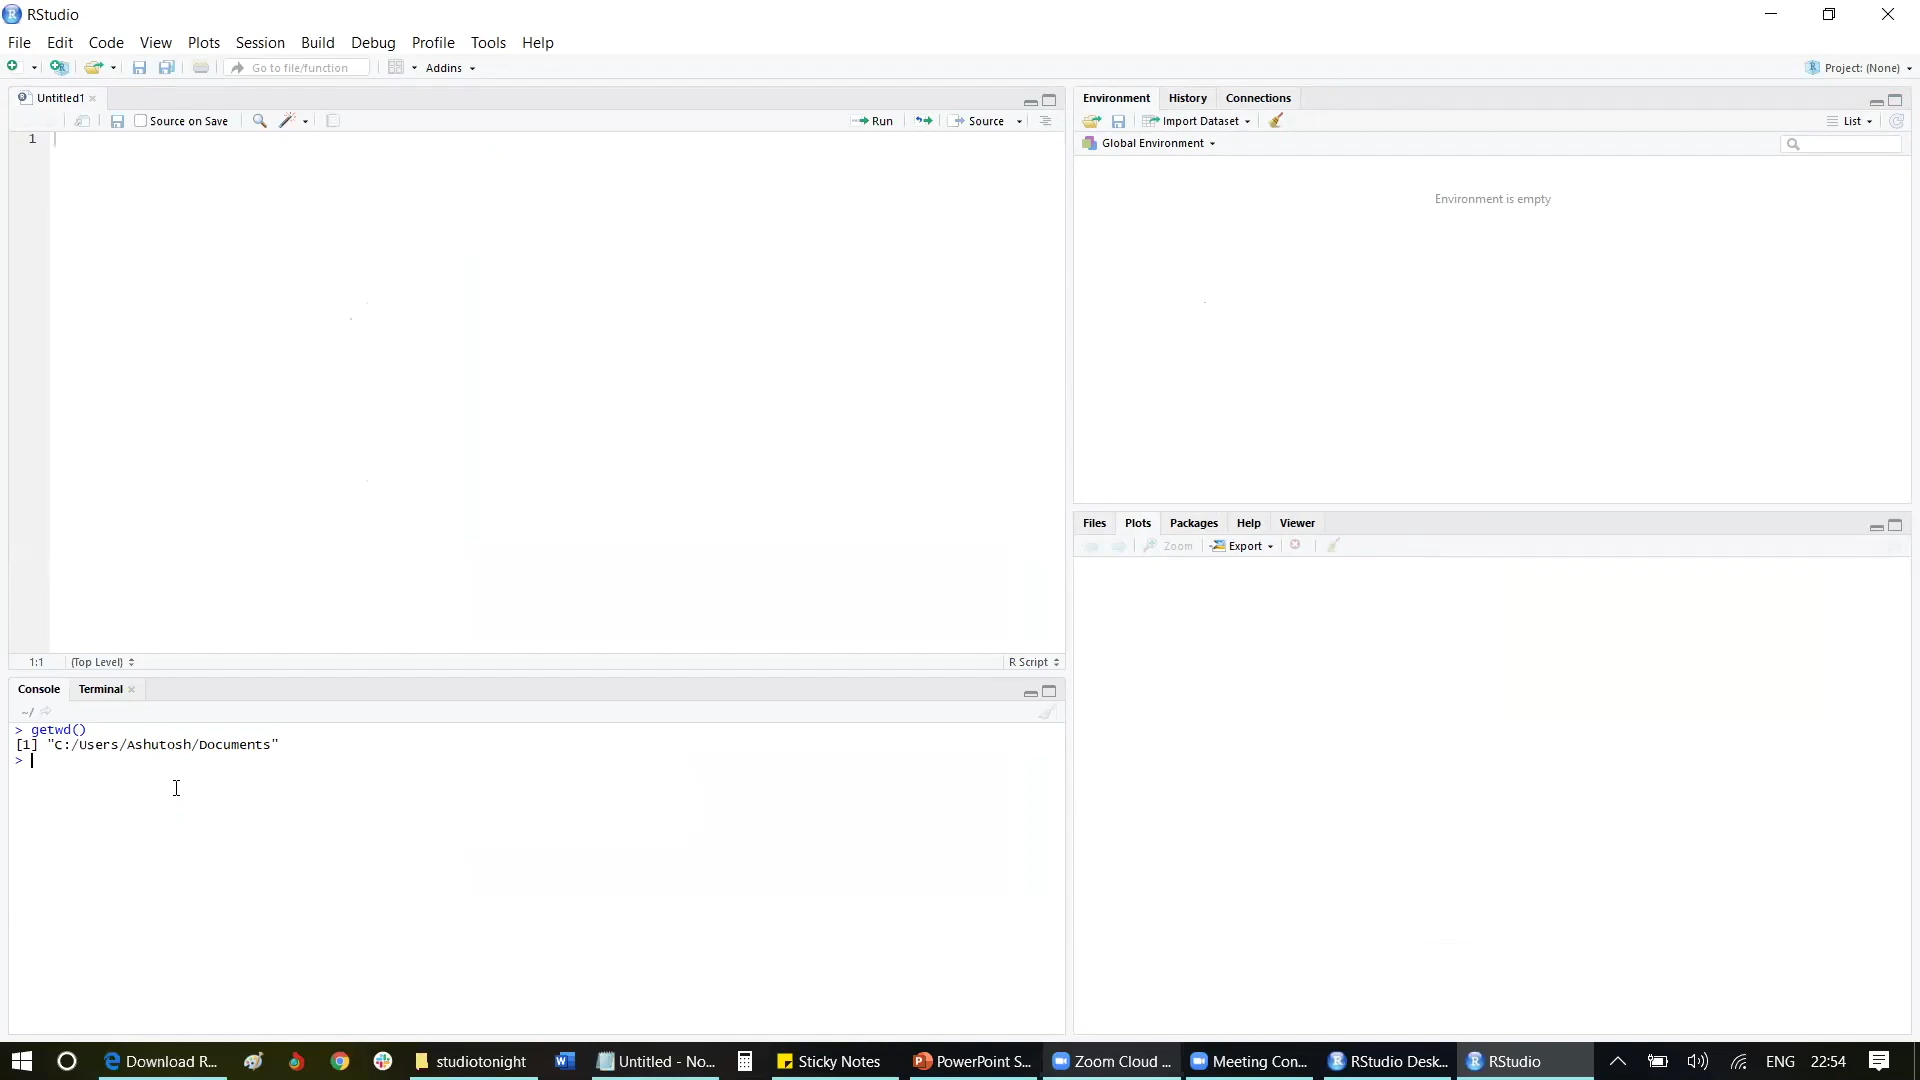 RStudio
File Edit Code View Plots Session Build Debug Profile Tools Help
Go to file/function Addins Project: (None)
Untitled1
Source on Save Run Source
1
1:1 (Top Level) R Script
Console Terminal
~/
> getwd()
[1] "C:/Users/Ashutosh/Documents"
>
Environment History Connections
Import Dataset List
Global Environment
Environment is empty
Files Plots Packages Help Viewer
Zoom Export
Download R... studiotonight Untitled - No... Sticky Notes PowerPoint S... Zoom Cloud ... Meeting Con... RStudio Desk... RStudio ENG 22:54